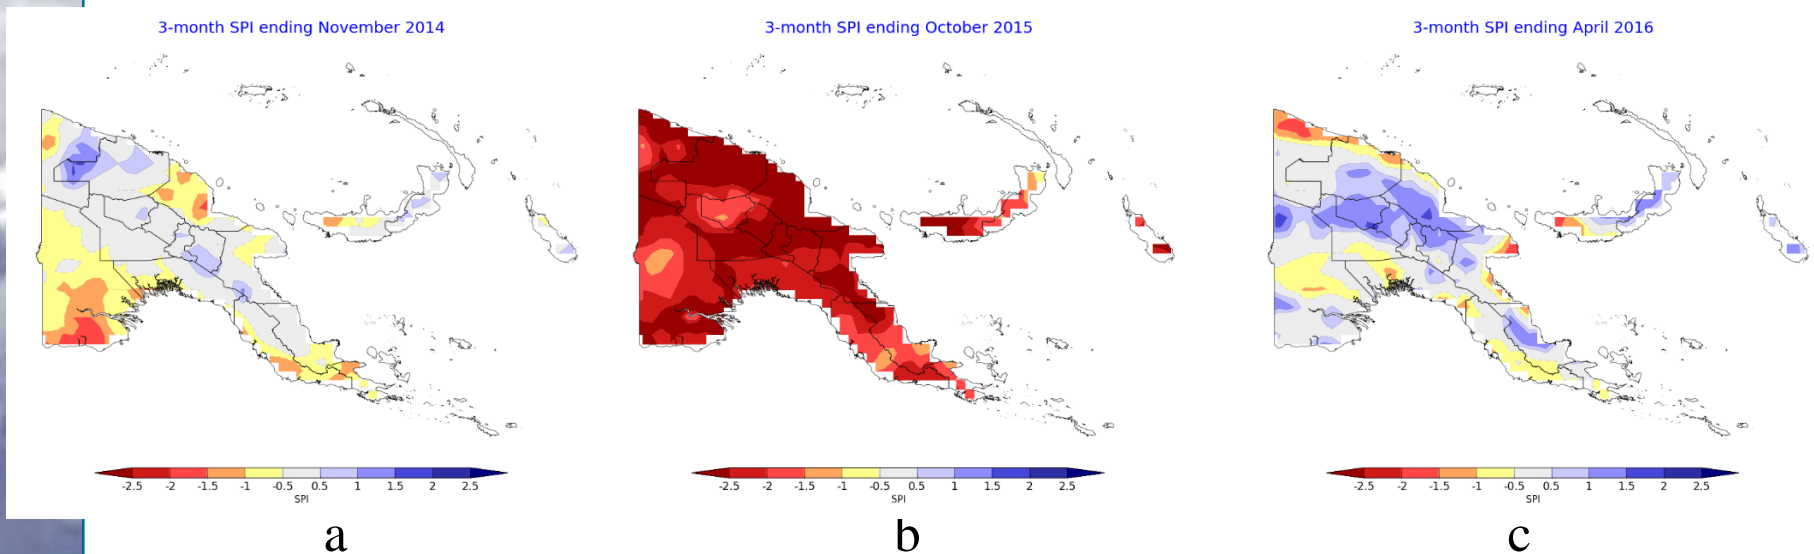 3-month SPI ending November 2014
3-month SPI ending October 2015
3-month SPI ending April 2016
-2.5 -2 -1.5 -1 -0.5 0.5 1 1.5 2 2.5
SPI
-2.5 -2 -1.5 -1 -0.5 0.5 1 1.5 2 2.5
SPI
-2.5 -2 -1.5 -1 -0.5 0.5 1 1.5 2 2.5
SPI
a
b
c